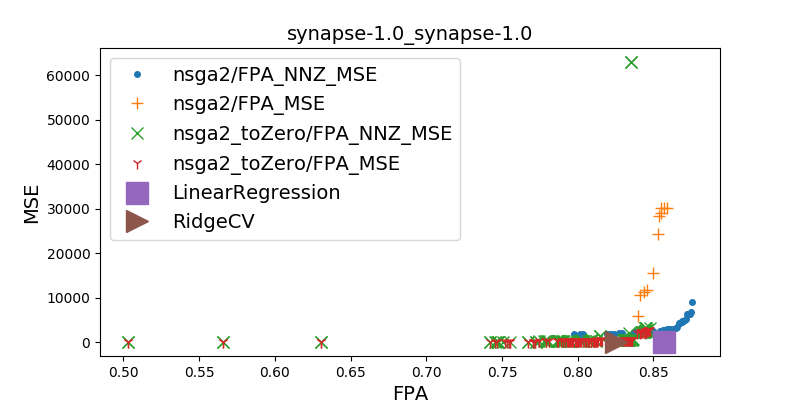 synapse-1.0_synapse-1.0
60000
50000
40000
30000
20000
10000
0
MSE
nsga2/FPA_NNZ_MSE
nsga2/FPA_MSE
nsga2_toZero/FPA_NNZ_MSE
nsga2_toZero/FPA_MSE
LinearRegression
RidgeCV
0.50 0.55 0.60 0.65 0.70 0.75 0.80 0.85
FPA